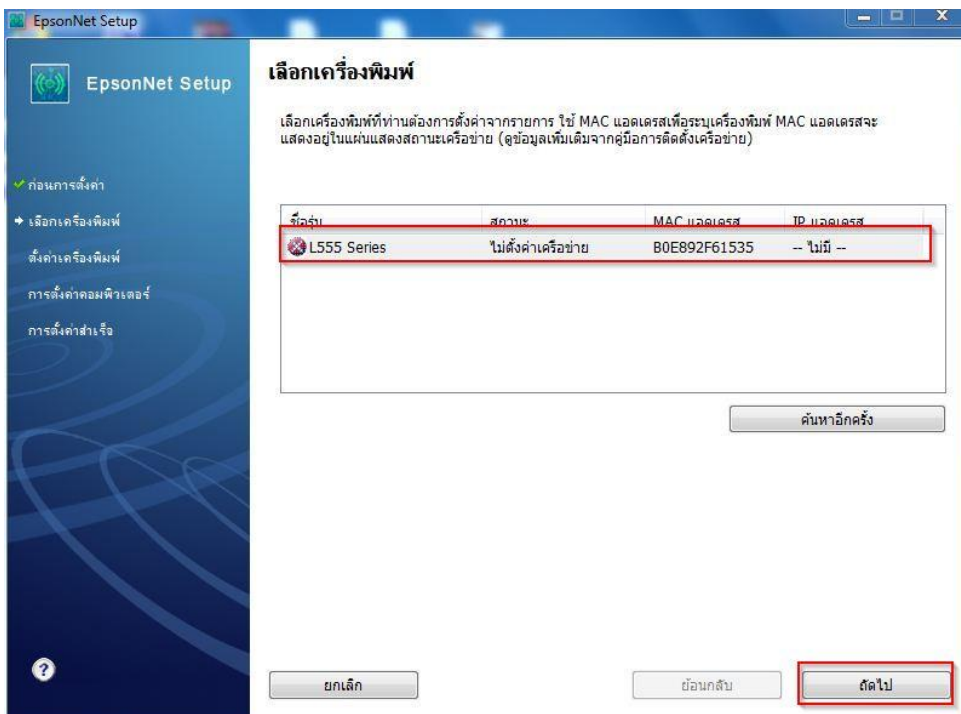 EpsonNet Setup
EpsonNet Setup
ก่อนการตั้งค่า
เลือกเครื่องพิมพ์
ตั้งค่าเครื่องพิมพ์
การตั้งค่าคอมพิวเตอร์
การตั้งค่าสำเร็จ
เลือกเครื่องพิมพ์
เลือกเครื่องพิมพ์ที่ท่านต้องการตั้งค่าจากรายการ ใช้ MAC แอดเดรสเพื่อระบุเครื่องพิมพ์ MAC แอดเดรสจะ
แสดงอยู่ในแผ่นแสดงสถานะเครือข่าย (ดูข้อมูลเพิ่มเติมจากคู่มือการติดตั้งเครือข่าย)
ชื่อรุ่น สถานะ MAC แอดเดรส IP แอดเดรส
L555 Series ไม่ตั้งค่าเครือข่าย B0E892F61535 -- ไม่มี --
ค้นหาอีกครั้ง
?
ยกเลิก ย้อนกลับ ถัดไป